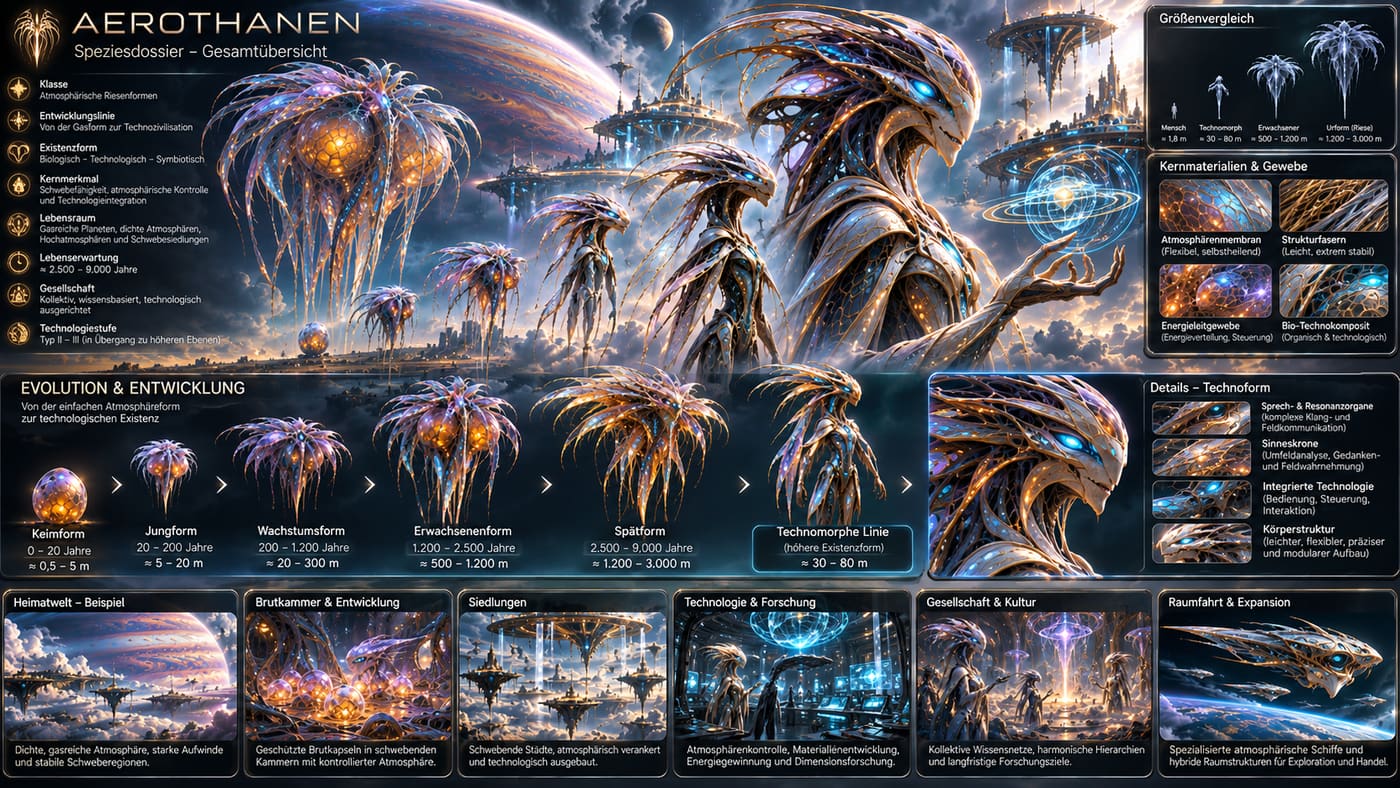 AEROTHANEN
Speziesdossier – Gesamtübersicht
Klasse
Atmosphärische Riesenformen
Entwicklungslinie
Von der Gasform zur Technozivilisation
Existenzform
Biologisch – Technologisch – Symbiotisch
Kernmerkmal
Schwebefähigkeit, atmosphärische Kontrolle
und Technologieintegration
Lebensraum
Gasreiche Planeten, dichte Atmosphären,
Hochatmosphären und Schwebesiedlungen
Lebenserwartung
≈ 2.500 – 9.000 Jahre
Gesellschaft
Kollektiv, wissensbasiert, technologisch
ausgerichtet
Technologiestufe
Typ II – III (in Übergang zu höheren Ebenen)
Größenvergleich
Mensch
≈ 1,8 m
Technomorph
≈ 30 – 80 m
Erwachsener
≈ 500 – 1.200 m
Urform (Riese)
≈ 1.200 – 3.000 m
Kernmaterialien & Gewebe
Atmosphärenmembran
(Flexibel, selbstheilend)
Strukturfasern
(Leicht, extrem stabil)
Energieleitgewebe
(Energieverteilung, Steuerung)
Bio-Technokomposit
(Organisch & technologisch)
EVOLUTION & ENTWICKLUNG
Von der einfachen Atmosphäreform
zur technologischen Existenz
Keimform
0 – 20 Jahre
≈ 0,5 – 5 m
Jungform
20 – 200 Jahre
≈ 5 – 20 m
Wachstumsform
200 – 1.200 Jahre
≈ 20 – 300 m
Erwachsenenform
1.200 – 2.500 Jahre
≈ 500 – 1.200 m
Spätform
2.500 – 9,000 Jahre
≈ 1.200 – 3.000 m
Technomorphe Linie
(höhere Existenzform)
≈ 30 – 80 m
Details – Technoform
Sprech- & Resonanzorgane
(komplexe Klang- und
Feldkommunikation)
Sinneskrone
(Umfeldanalyse, Gedanken-
und Feldwahrnehmung)
Integrierte Technologie
(Bedienung, Steuerung,
Interaktion)
Körperstruktur
(leichter, flexibler, präziser
und modularer Aufbau)
Heimatwelt – Beispiel
Dichte, gasreiche Atmosphäre, starke Aufwinde
und stabile Schweberegionen.
Brutkammer & Entwicklung
Geschützte Brutkapseln in schwebenden
Kammern mit kontrollierter Atmosphäre.
Siedlungen
Schwebende Städte, atmosphärisch verankert
und technologisch ausgebaut.
Technologie & Forschung
Atmosphärenkontrolle, Materialénentwicklung,
Energiegewinnung und Dimensionsforschung.
Gesellschaft & Kultur
Kollektive Wissensnetze, harmonische Hierarchien
und langfristige Forschungsziele.
Raumfahrt & Expansion
Spezialisierte atmosphärische Schiffe und
hybride Raumstrukturen für Exploration und Handel.